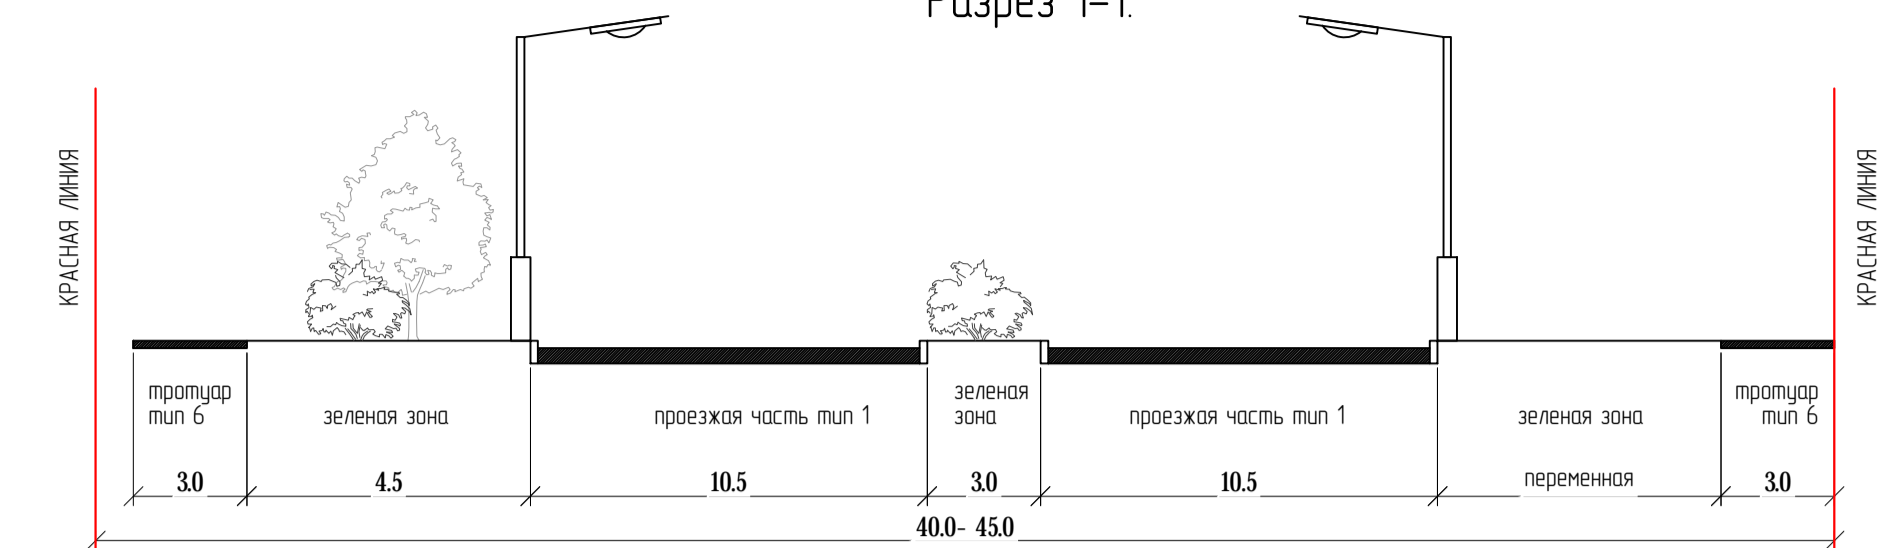 Разрез 1-1.
КРАСНАЯ ЛИНИЯ
КРАСНАЯ ЛИНИЯ
тротуар
тип 6
зеленая зона
проезжая часть тип 1
зеленая
зона
проезжая часть тип 1
зеленая зона
тротуар
тип 6
3.0
4.5
10.5
3.0
10.5
переменная
3.0
40.0- 45.0